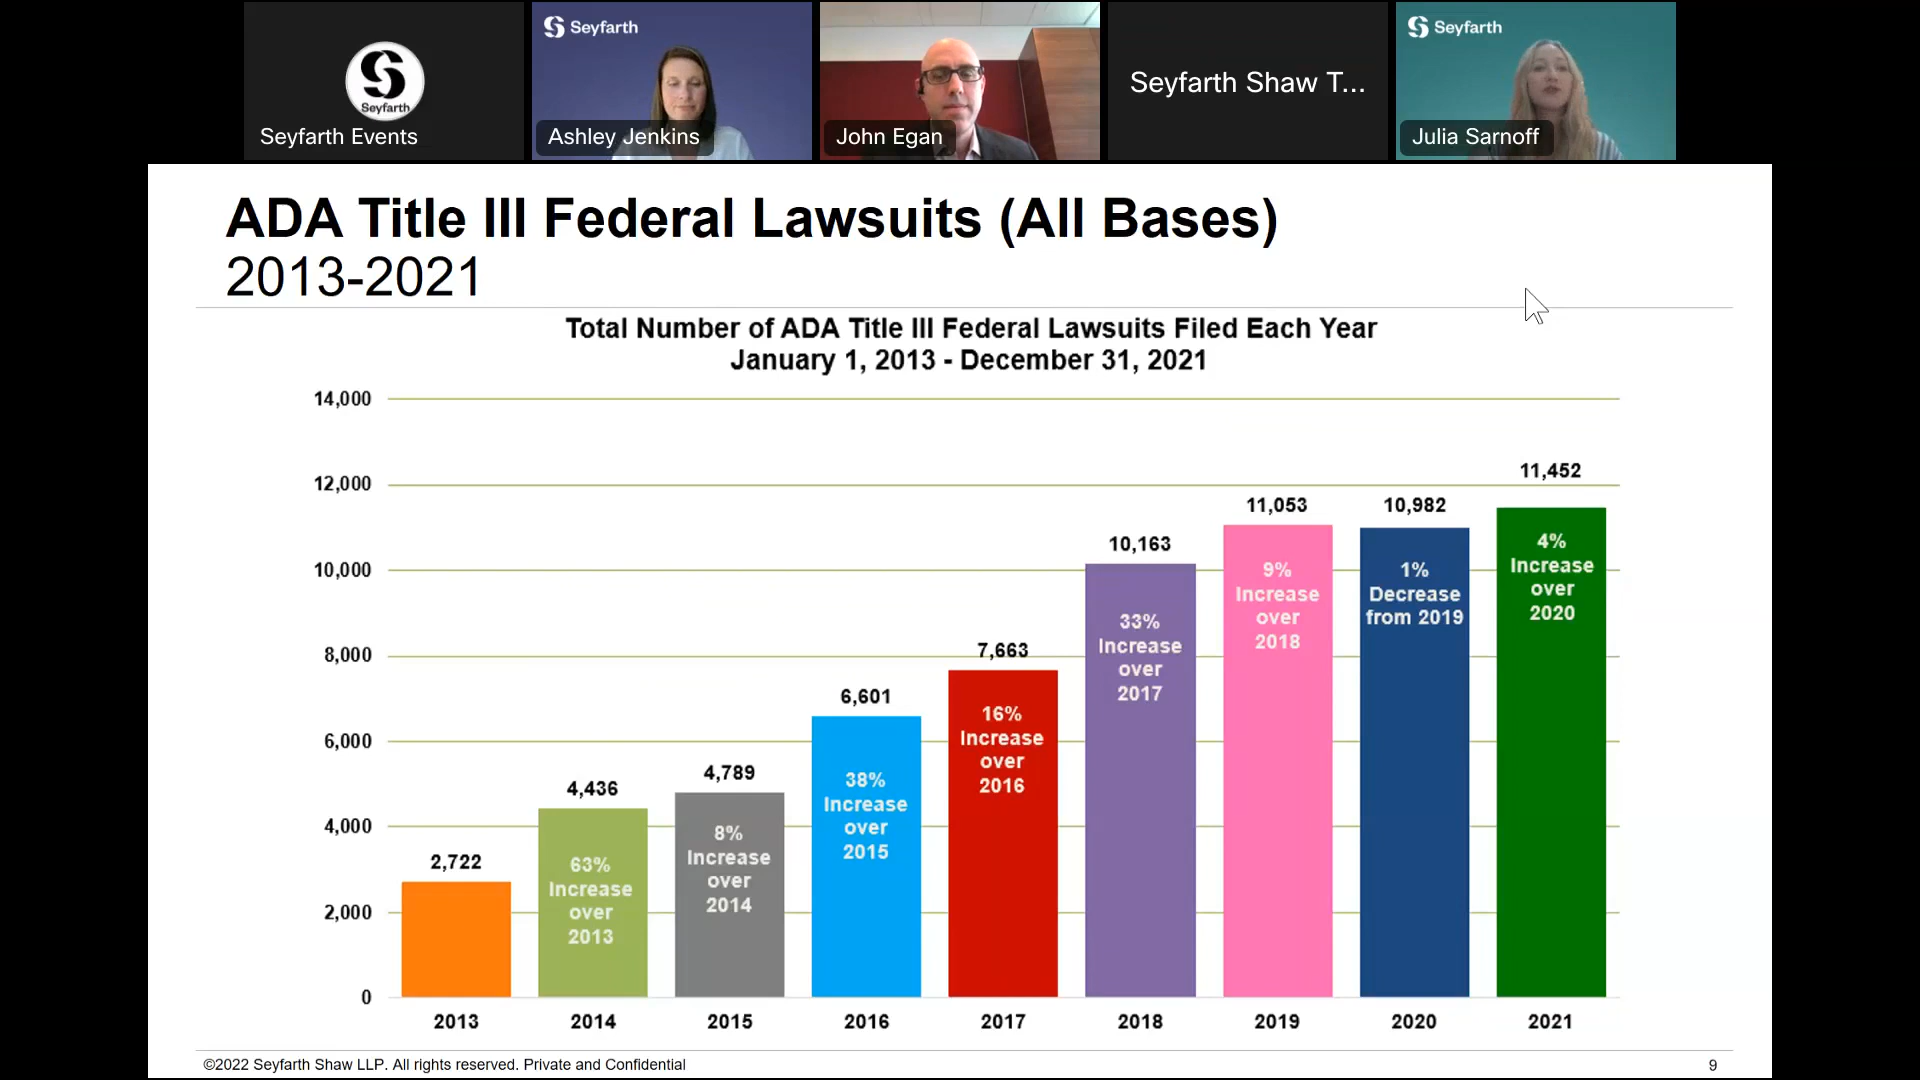 Seyfarth
Seyfarth Events
Seyfarth
Ashley Jenkins
John Egan
Seyfarth Shaw T...
Seyfarth
Julia Sarnoff
ADA Title III Federal Lawsuits (All Bases)
2013-2021
Total Number of ADA Title III Federal Lawsuits Filed Each Year
January 1, 2013 - December 31, 2021
14,000
12,000
10,000
8,000
6,000
4,000
2,000
0
2,722
4,436
63%
Increase
over
2013
4,789
8%
Increase
over
2014
6,601
38%
Increase
over
2015
7,663
16%
Increase
over
2016
10,163
33%
Increase
over
2017
11,053
9%
Increase
over
2018
10,982
1%
Decrease
from 2019
11,452
4%
Increase
over
2020
2013 2014 2015 2016 2017 2018 2019 2020 2021
©2022 Seyfarth Shaw LLP. All rights reserved. Private and Confidential
9